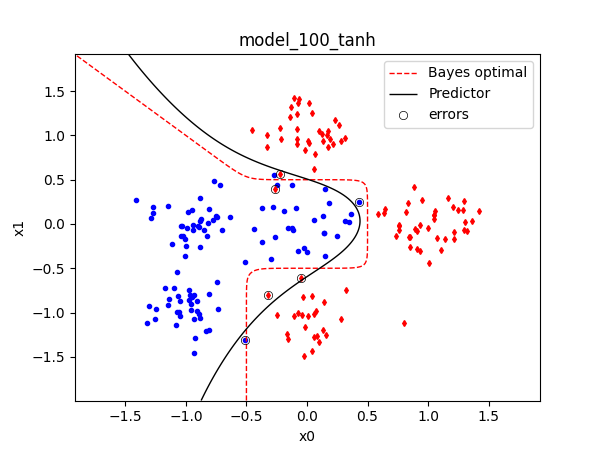 model_100_tanh
Bayes optimal
Predictor
errors
1.5
1.0
0.5
0.0
−0.5
−1.0
−1.5
x1
−1.5 −1.0 −0.5 0.0 0.5 1.0 1.5
x0